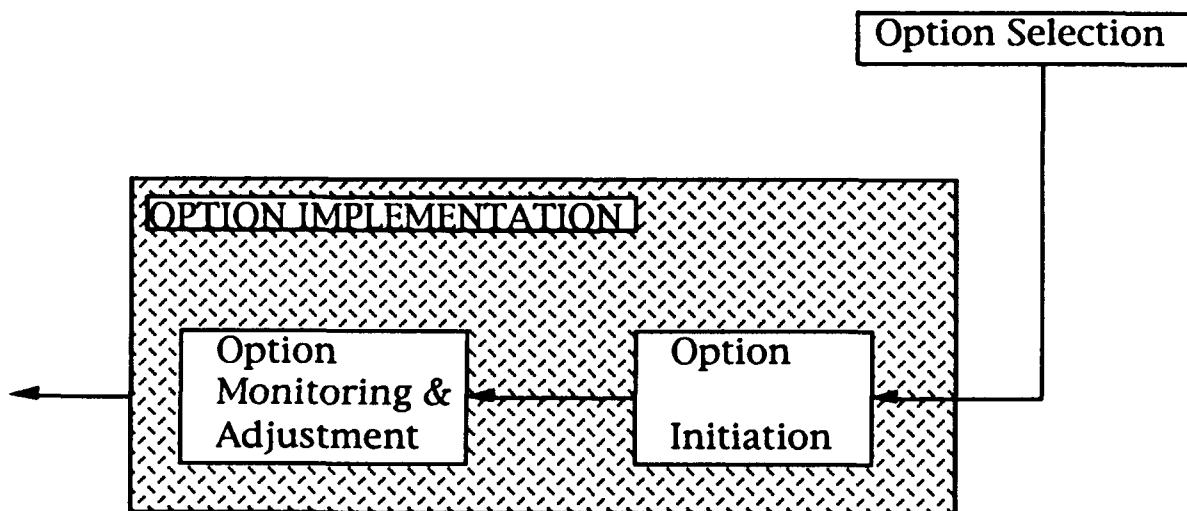 Option Selection
OPTION IMPLEMENTATION
Option
Monitoring &
Adjustment
Option
Initiation